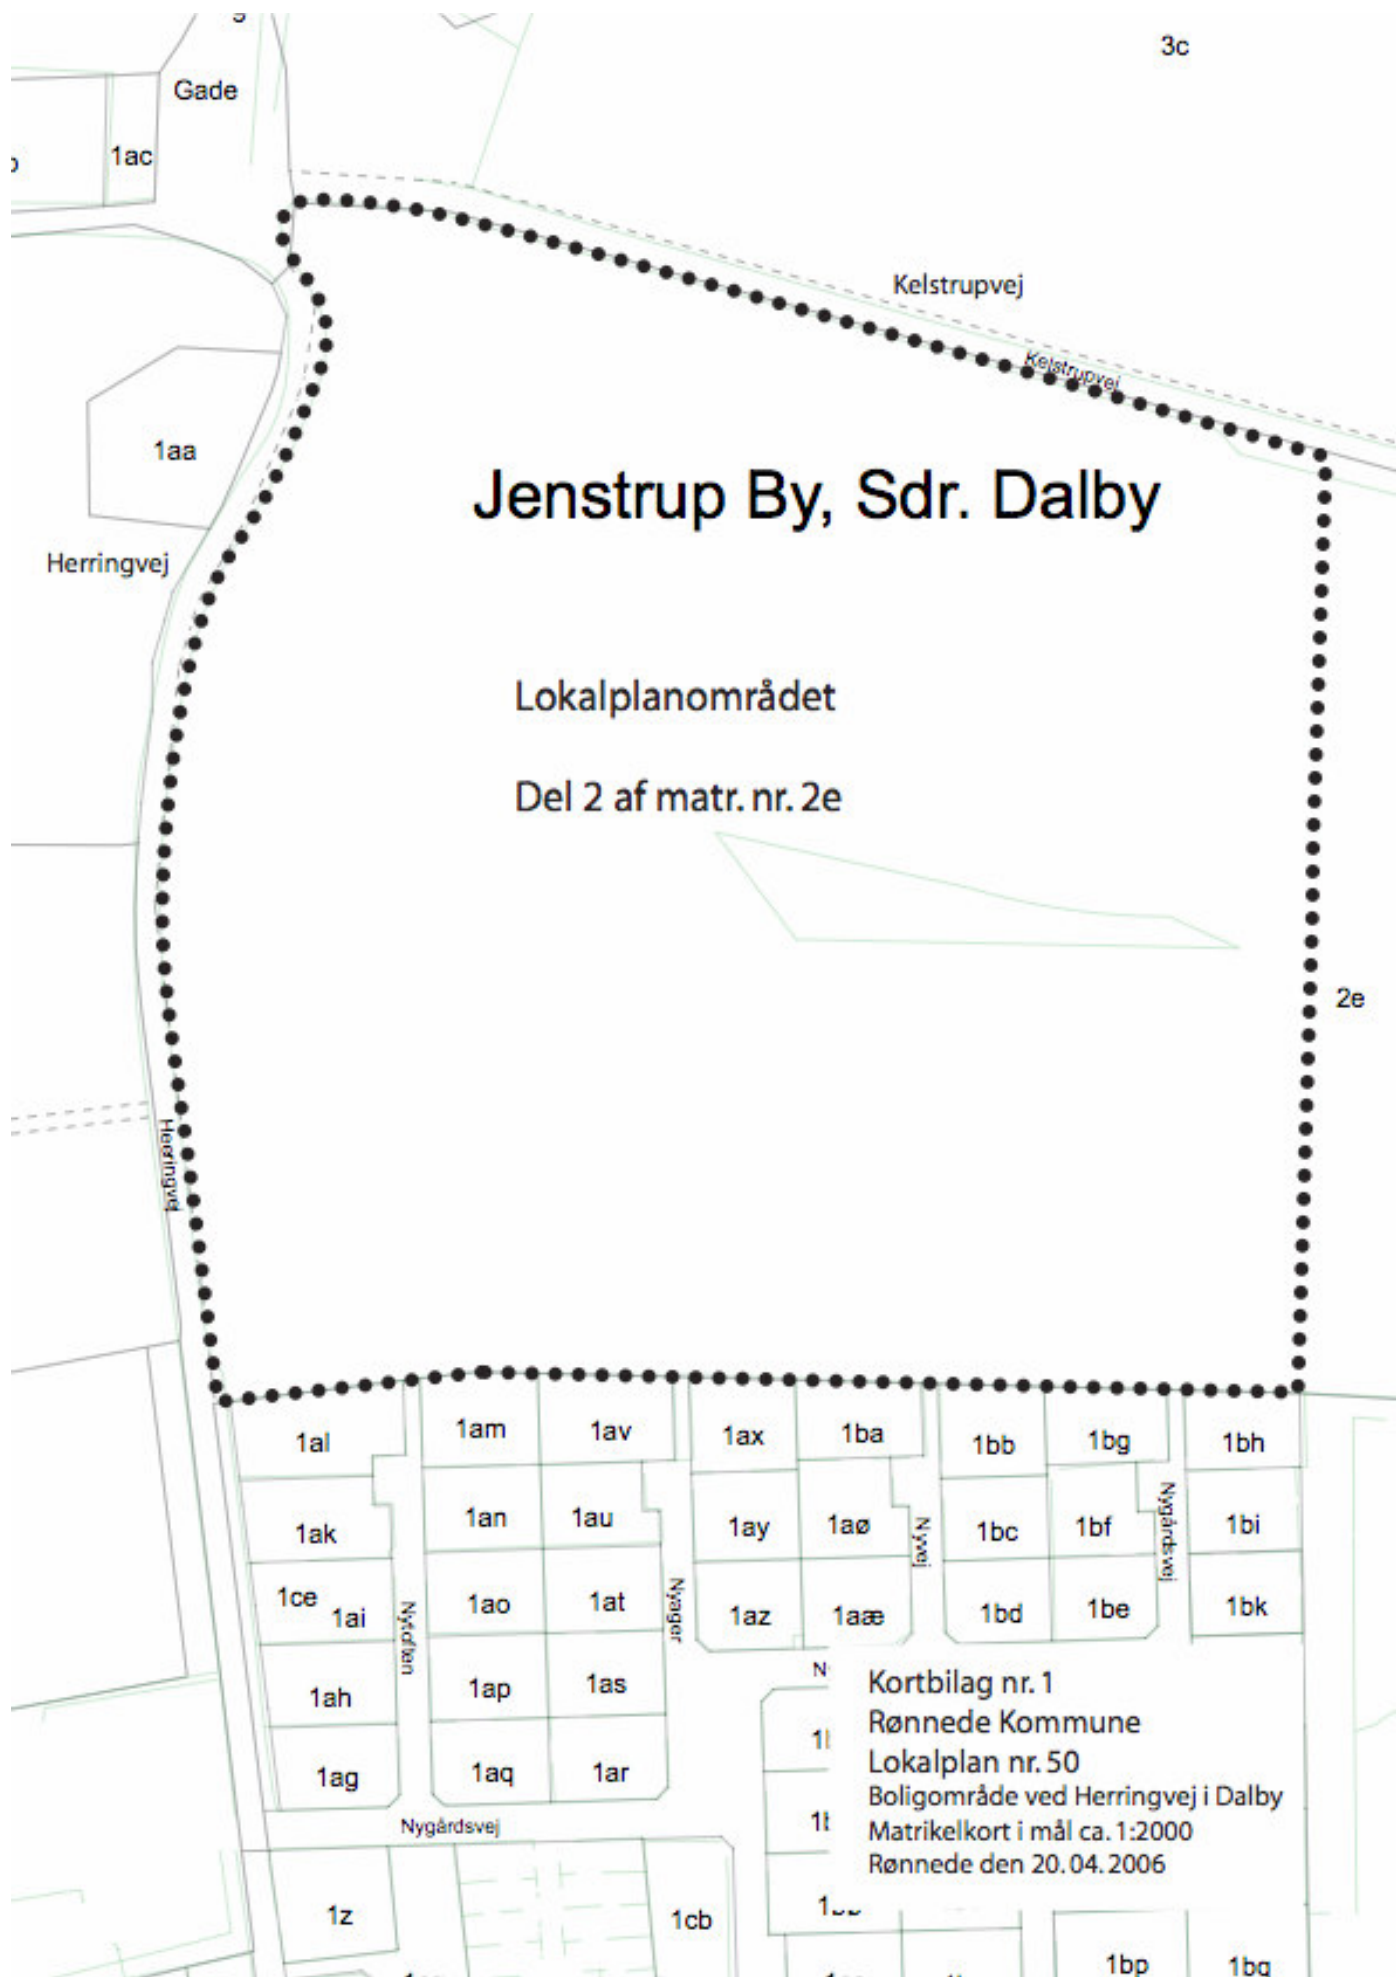 3c
Gade
1ac
Kelstrupvej
Kelstrupvej
1aa
Jenstrup By, Sdr. Dalby
Herringvej
Lokalplanområdet
Del 2 af matr. nr. 2e
2e
Herringvej
1al
1am
1av
1ax
1ba
1bb
1bg
1bh
1ak
1an
1au
1ay
1aø
Nyvej
1bc
1bf
Nygårdsvej
1bi
1ce
1ai
Nytoften
1ao
1at
Nyager
1az
1aæ
1bd
1be
1bk
1ah
1ap
1as
1ag
1aq
1ar
Nygårdsvej
Kortbilag nr. 1
Rønnede Kommune
Lokalplan nr. 50
Boligområde ved Herringvej i Dalby
Matrikelkort i mål ca. 1:2000
Rønnede den 20.04.2006
1z
1cb
1bp
1bq